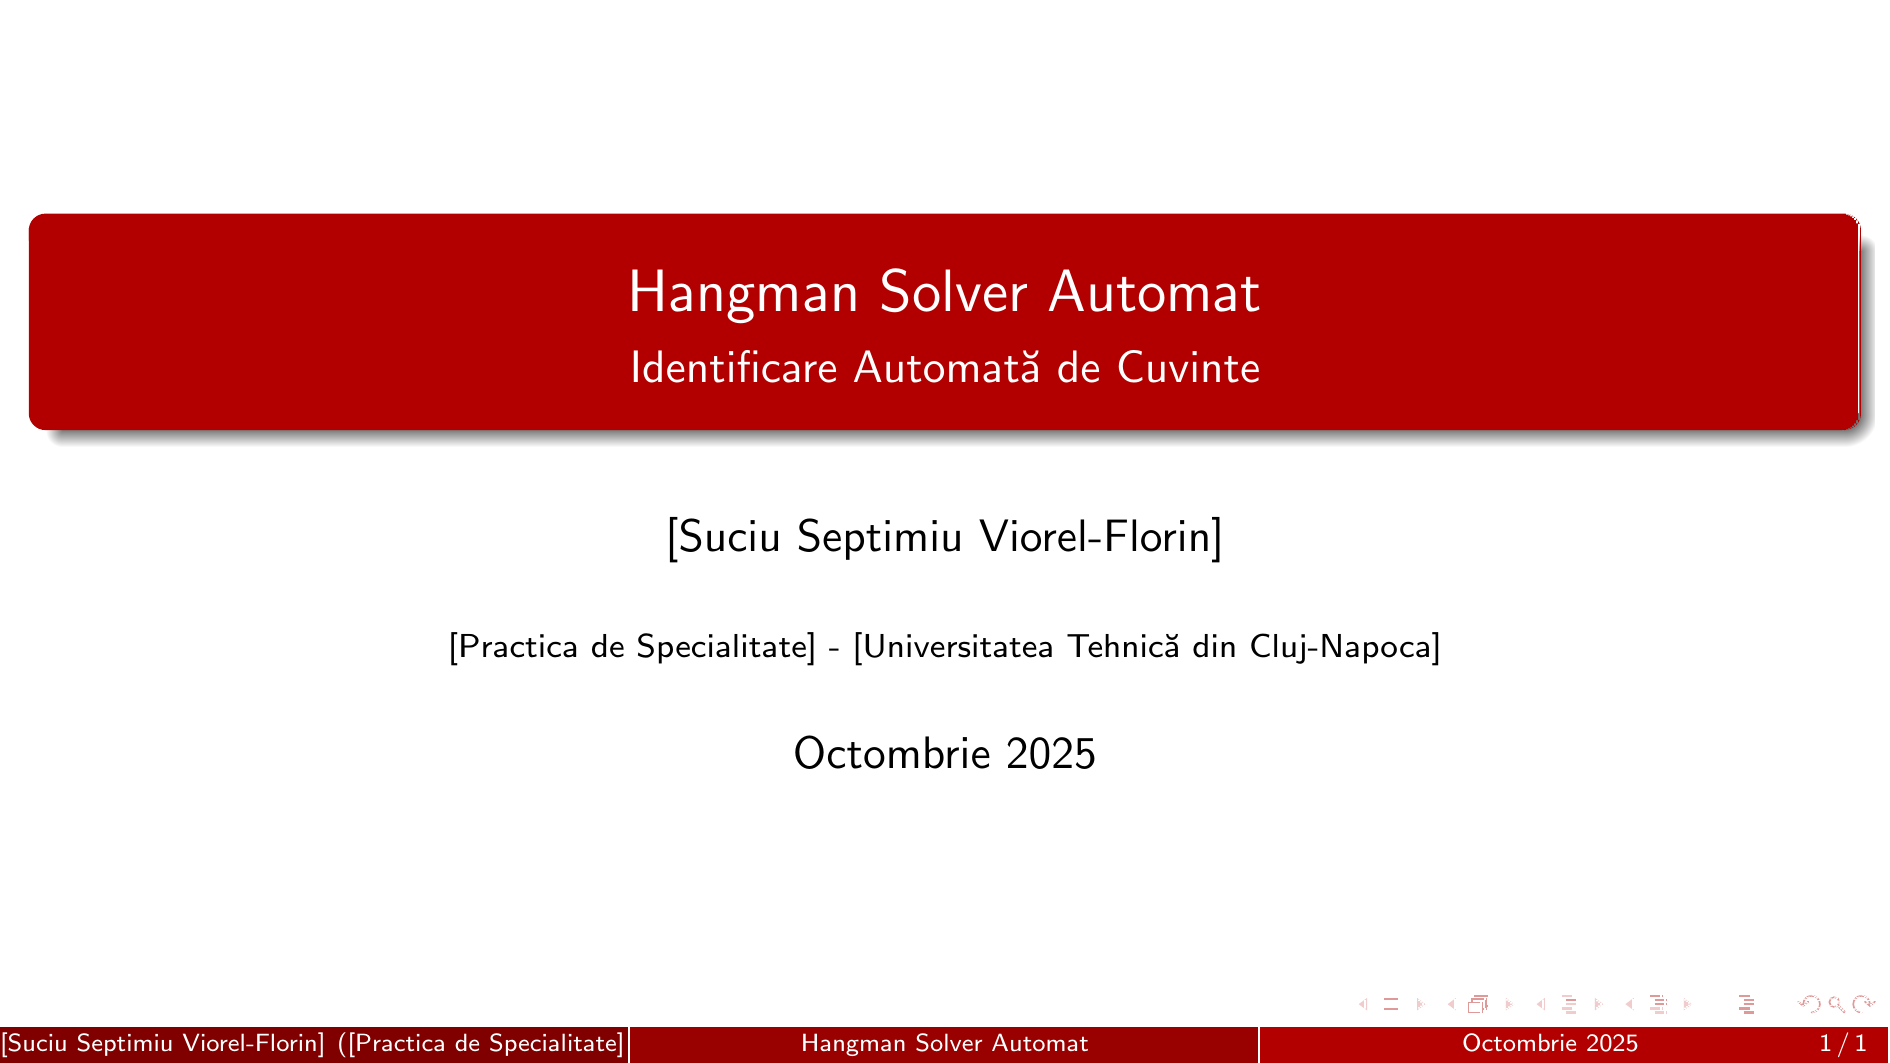 Hangman Solver Automat
Identificare Automată de Cuvinte
[Suciu Septimiu Viorel-Florin]
[Practica de Specialitate] - [Universitatea Tehnică din Cluj-Napoca]
Octombrie 2025
[Suciu Septimiu Viorel-Florin] ([Practica de Specialitate]
Hangman Solver Automat
Octombrie 2025
1 / 1